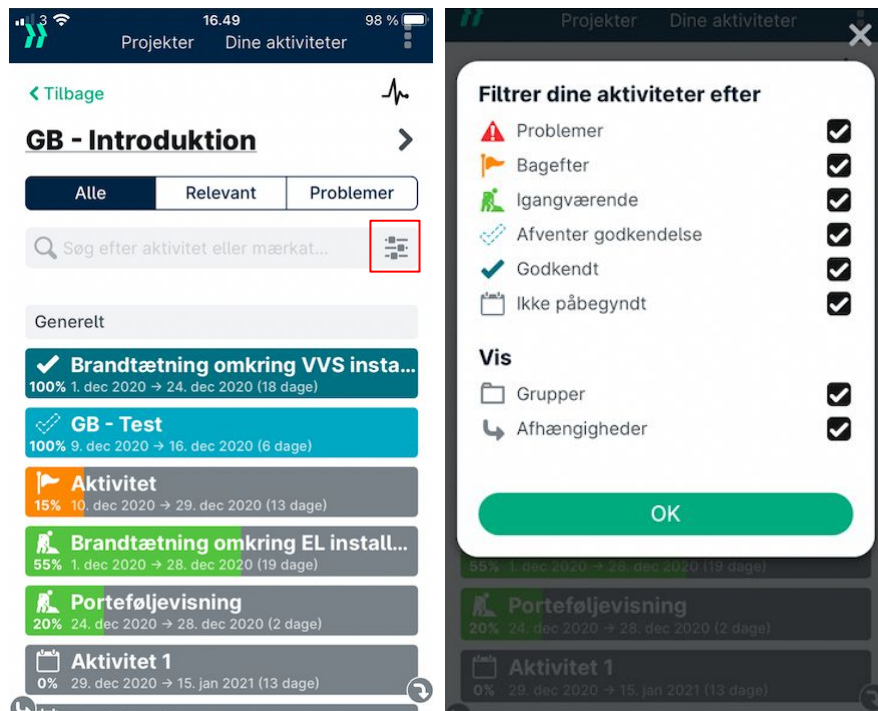 3
16.49
98 %
Projekter Dine aktiviteter
Tilbage
GB - Introduktion
Alle Relevant Problemer
Søg efter aktivitet eller mærkat...
Generelt
Brandtætning omkring VVS insta...
100% 1. dec 2020 → 24. dec 2020 (18 dage)
GB - Test
100% 9. dec 2020 → 16. dec 2020 (6 dage)
Aktivitet
15% 10. dec 2020 → 29. dec 2020 (13 dage)
Brandtætning omkring EL install...
55% 1. dec 2020 → 28. dec 2020 (19 dage)
Porteføljevisning
20% 24. dec 2020 → 28. dec 2020 (2 dage)
Aktivitet 1
0% 29. dec 2020 → 15. jan 2021 (13 dage)
Projekter Dine aktiviteter
Filtrer dine aktiviteter efter
Problemer
Bagefter
Igangværende
Afventer godkendelse
Godkendt
Ikke påbegyndt
Vis
Grupper
Afhængigheder
OK
55% 1. dec 2020 → 28. dec 2020 (19 dage)
Porteføljevisning
20% 24. dec 2020 → 28. dec 2020 (2 dage)
Aktivitet 1
0% 29. dec 2020 → 15. jan 2021 (13 dage)